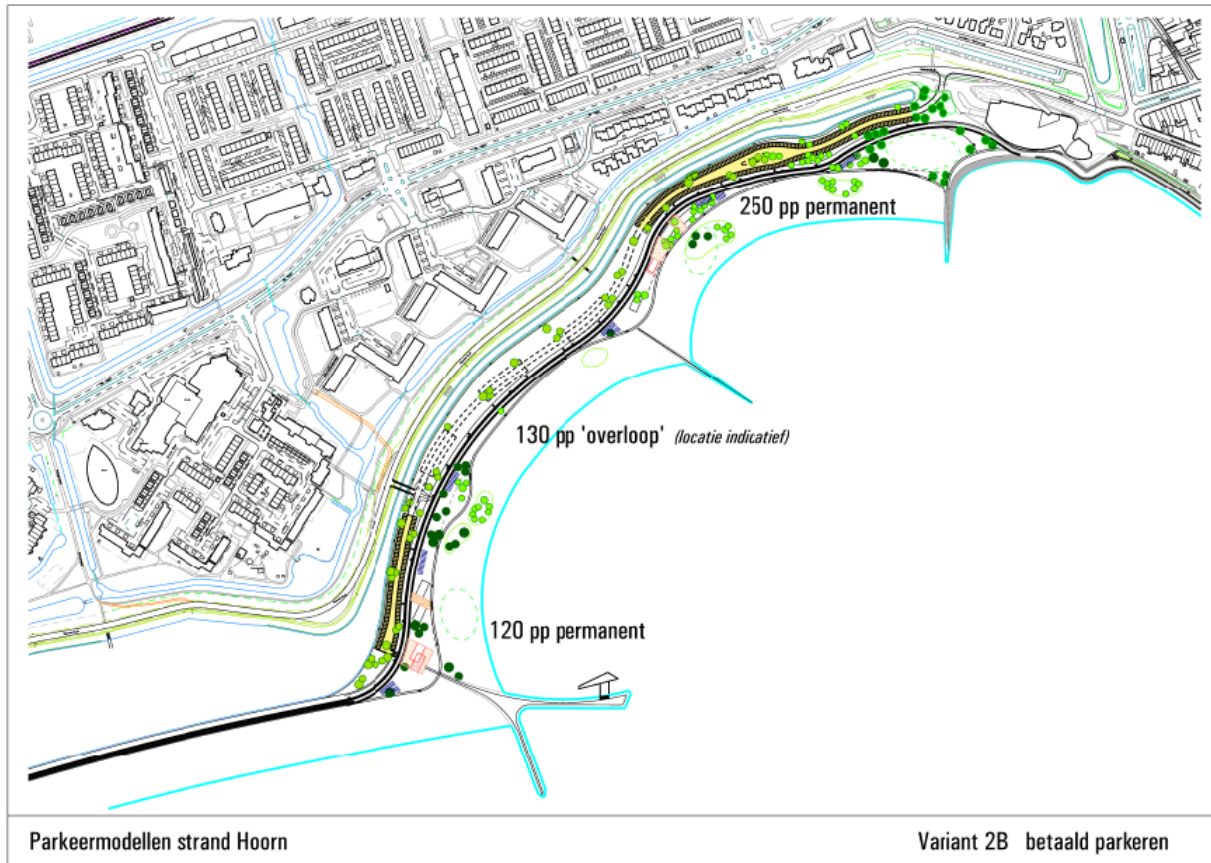 250 pp permanent
130 pp 'overloop' (locatie indicatief)
120 pp permanent
Parkeermodellen strand Hoorn
Variant 2B betaald parkeren